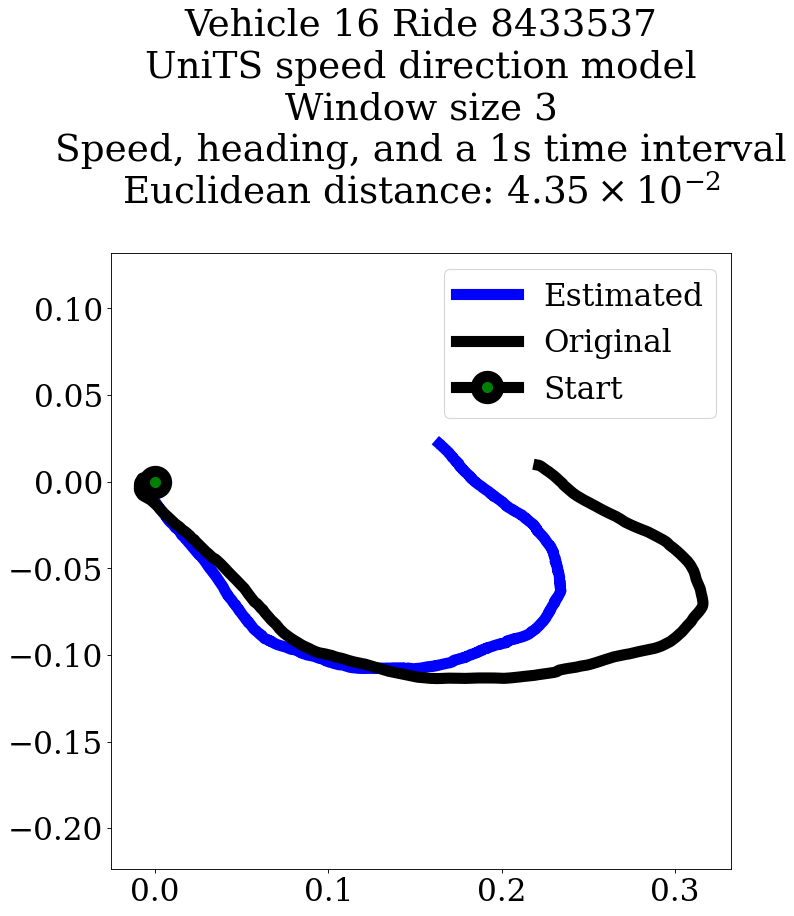 Vehicle 16 Ride 8433537
UniTS speed direction model
Window size 3
Speed, heading, and a 1s time interval
Euclidean distance: 4.35 × 10⁻²
Estimated
Original
Start
0.10
0.05
0.00
−0.05
−0.10
−0.15
−0.20
0.0 0.1 0.2 0.3